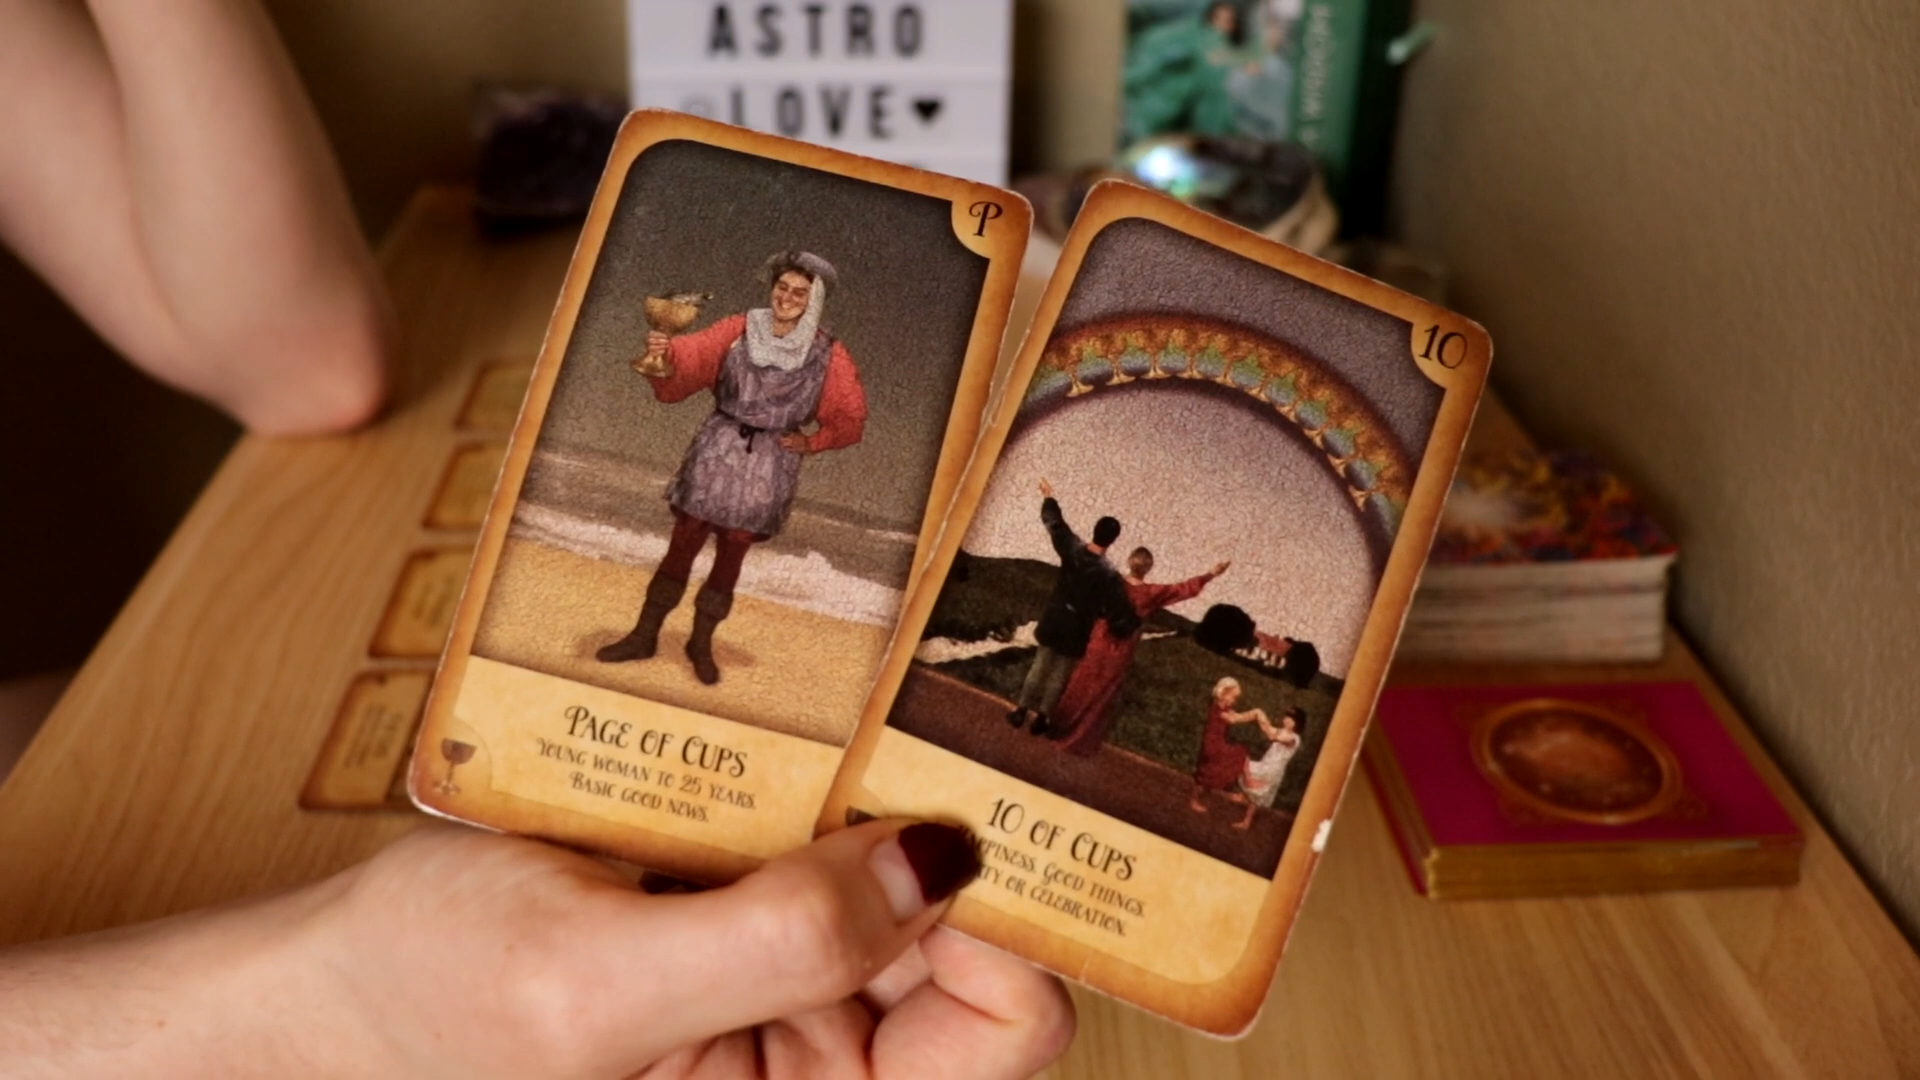 ASTRO
LOVE♥
P
PAGE OF CUPS
YOUNG WOMAN TO 25 YEARS.
BASIC GOOD NEWS.
10
10 OF CUPS
GOOD THINGS.
OR CELEBRATION.